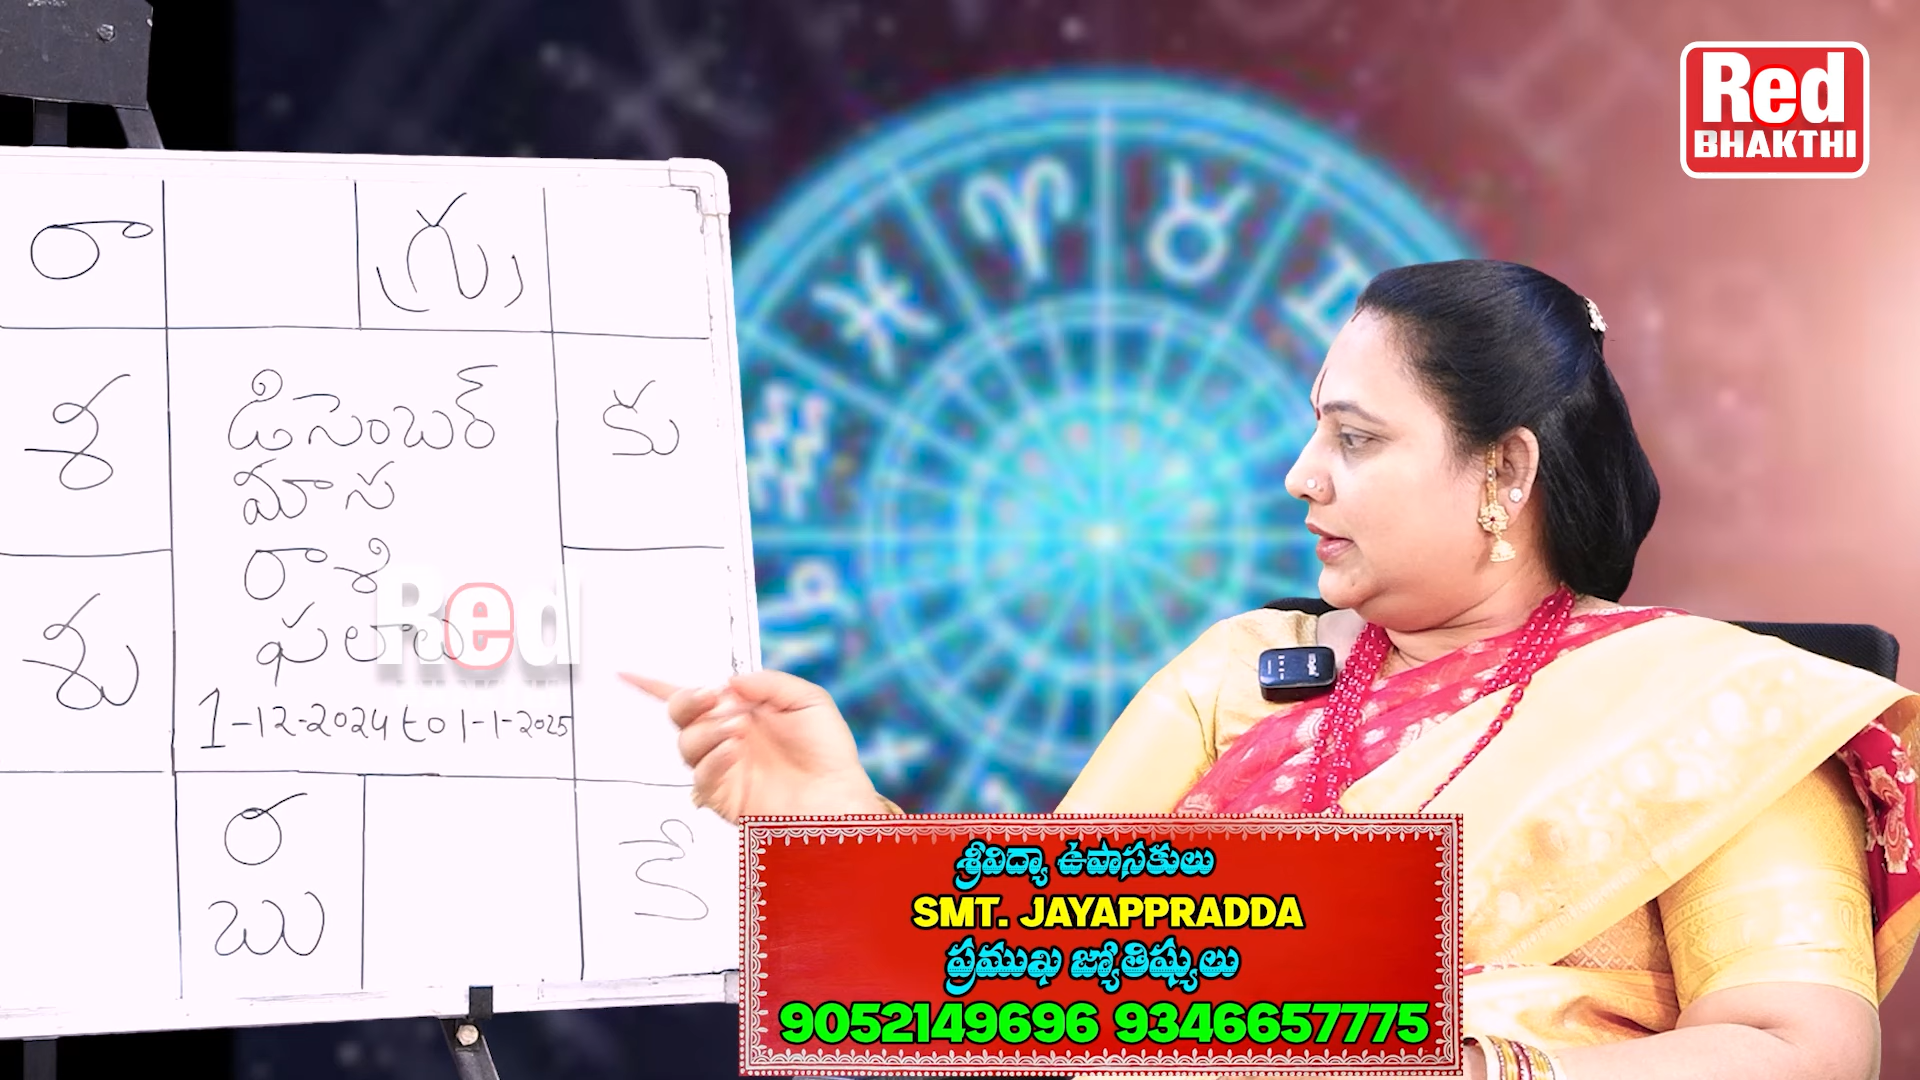 Red
BHAKTHI
రా
గు
శ
డిసెంబర్
కు
మాస
రాశి
Red
ఫలాలు
శు
1-12-2024 to 1-1-2025
ర
బు
కే
శ్రీవిద్యా ఉపాసకులు
SMT. JAYAPPRADDA
ప్రముఖ జ్యోతిష్యులు
9052149696 9346657775